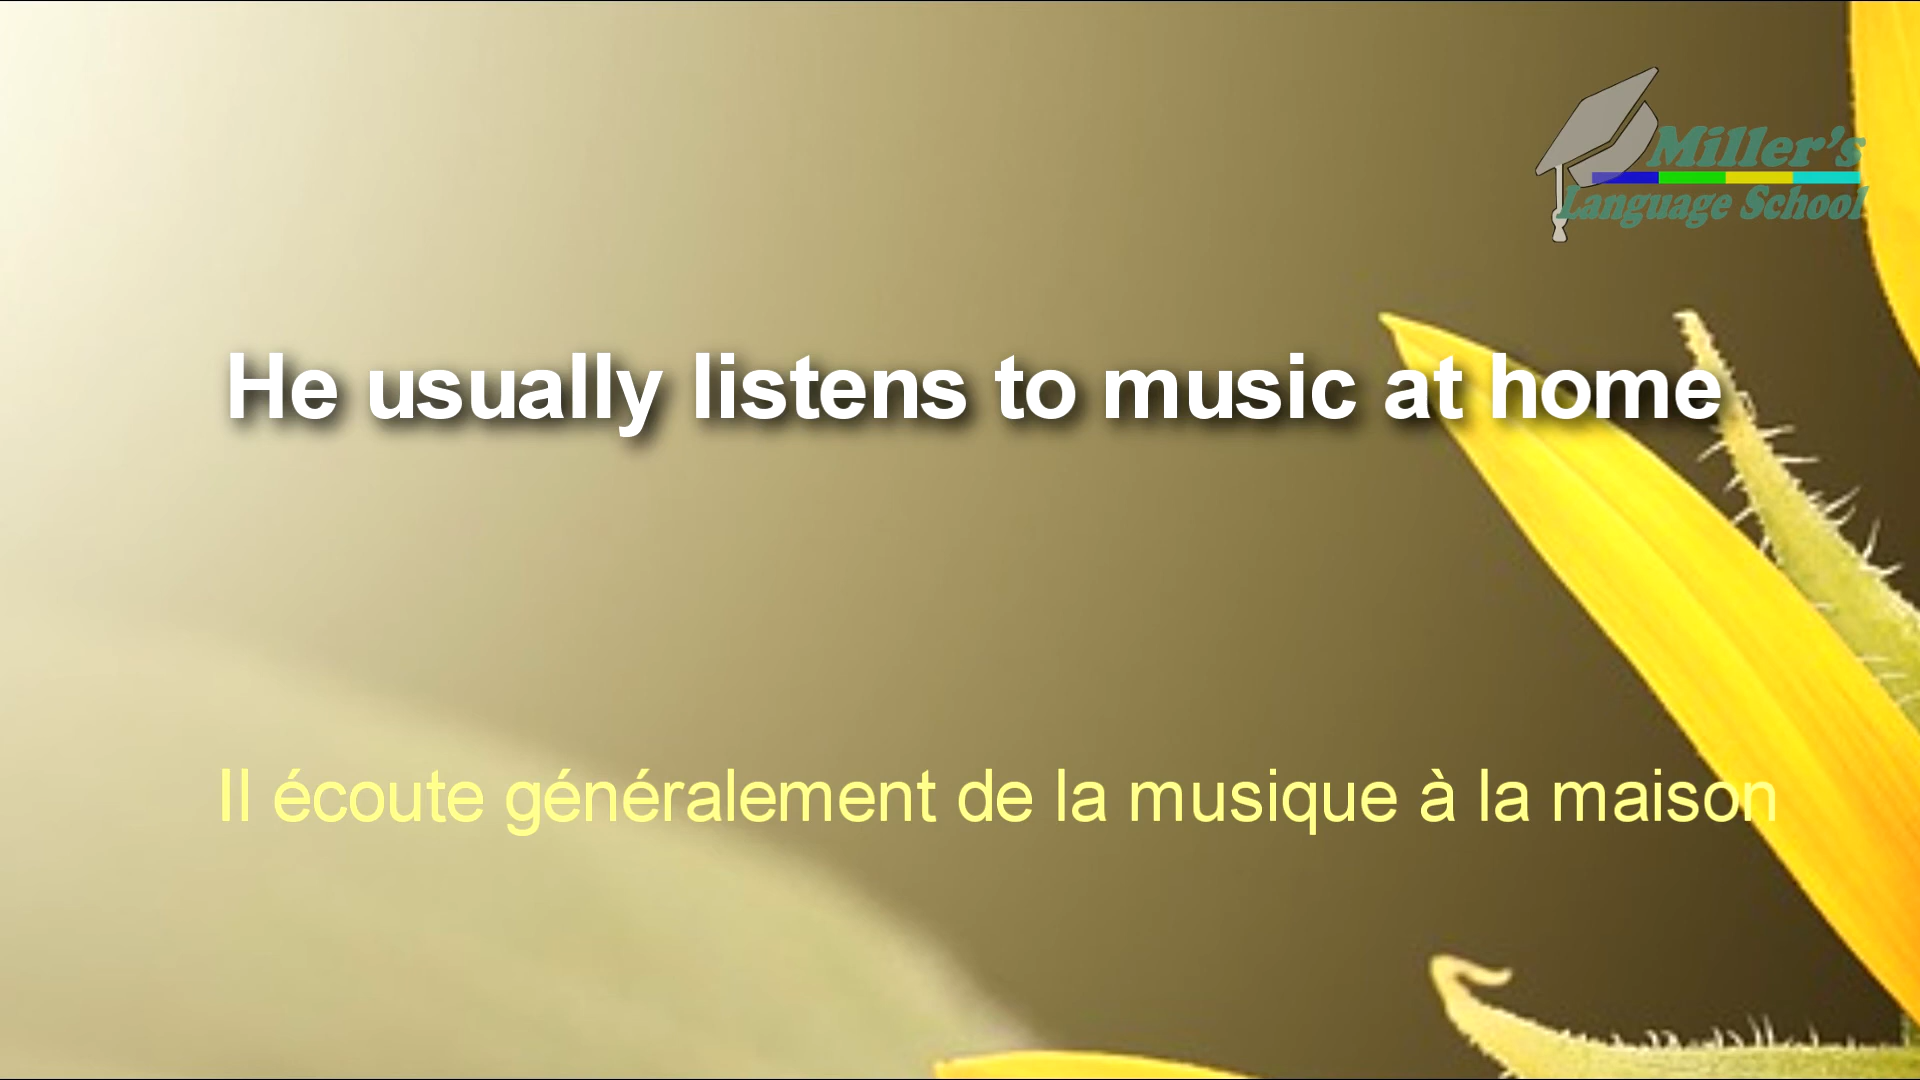 Miller's
Language School
He usually listens to music at home
Il écoute généralement de la musique à la maison